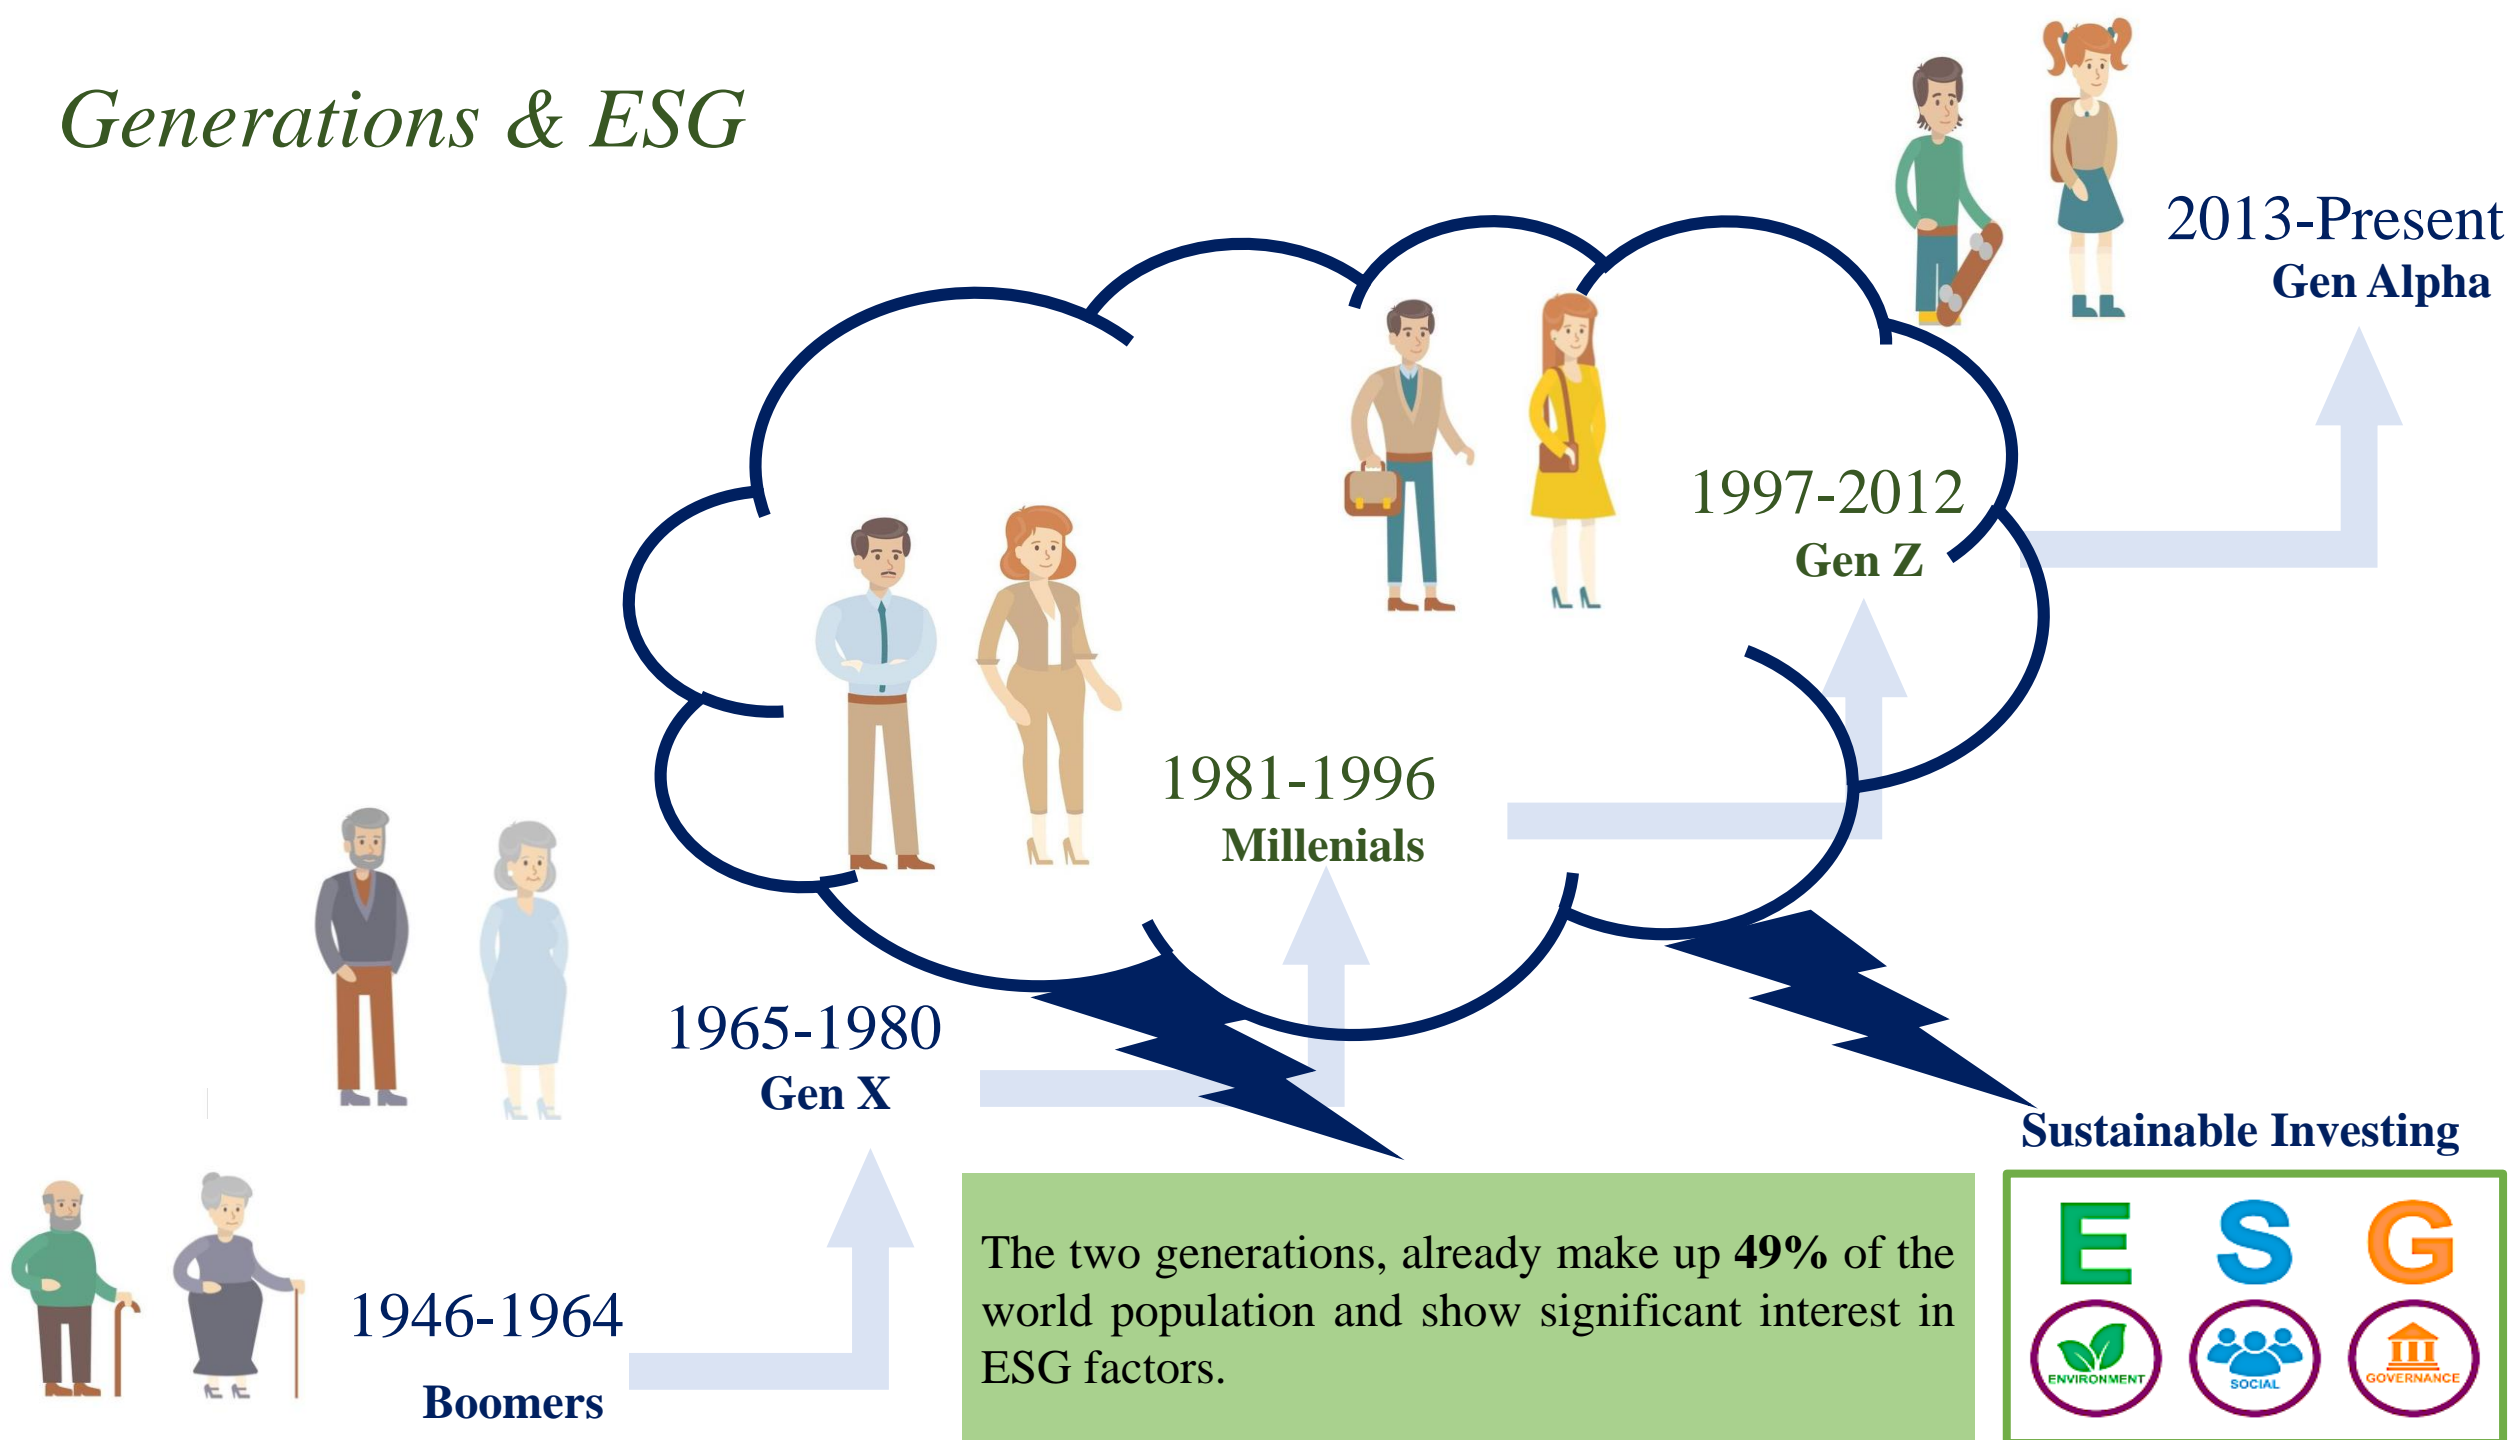 Generations & ESG
2013-Present
Gen Alpha
1997-2012
Gen Z
1981-1996
Millenials
1965-1980
Gen X
1946-1964
Boomers
The two generations, already make up 49% of the
world population and show significant interest in
ESG factors.
Sustainable Investing
E S G
ENVIRONMENT SOCIAL GOVERNANCE